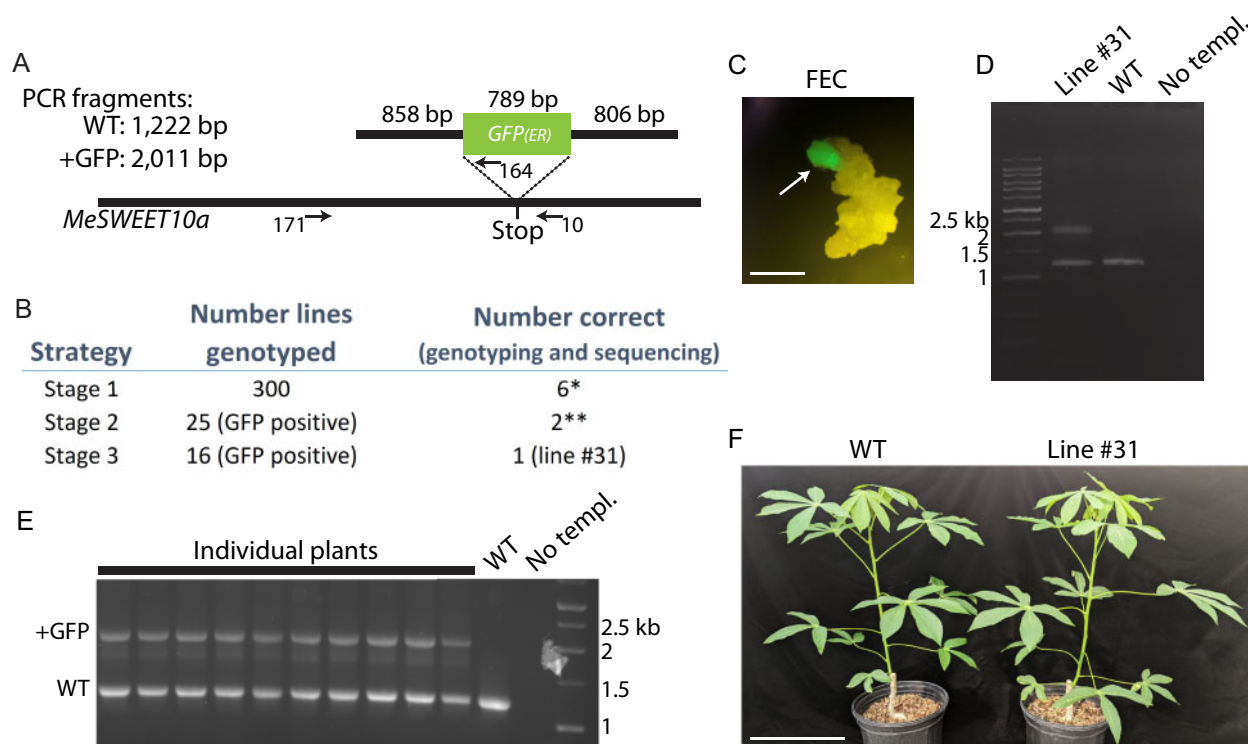 A
PCR fragments:
WT: 1,222 bp
+GFP: 2,011 bp
858 bp
789 bp
806 bp
GFP(ER)
164
171
10
MeSWEET10a
Stop
B
Strategy
Number lines genotyped
Number correct
(genotyping and sequencing)
Stage 1 300 6*
Stage 2 25 (GFP positive) 2**
Stage 3 16 (GFP positive) 1 (line #31)
C
FEC
D
Line #31
WT
No templ.
2.5 kb
2
1.5
1
E
Individual plants
WT
No templ.
+GFP
WT
2.5 kb
2
1.5
1
F
WT
Line #31